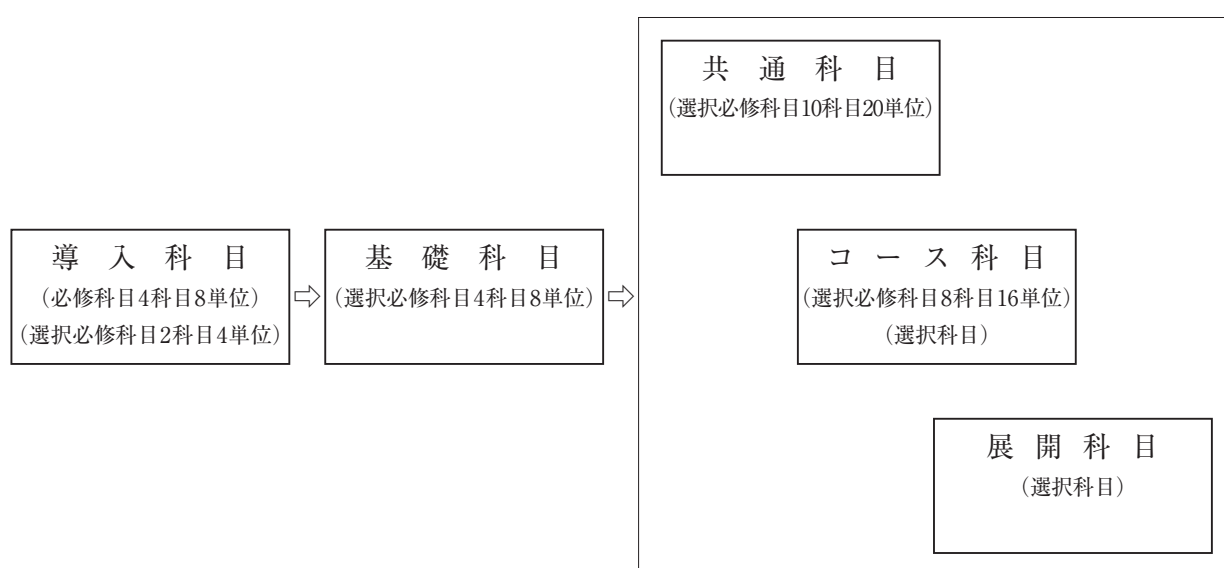 共通科目
(選択必修科目10科目20単位)
導入科目
(必修科目4科目8単位)
(選択必修科目2科目4単位)
⇨
基礎科目
(選択必修科目4科目8単位)
⇨
コース科目
(選択必修科目8科目16単位)
(選択科目)
展開科目
(選択科目)